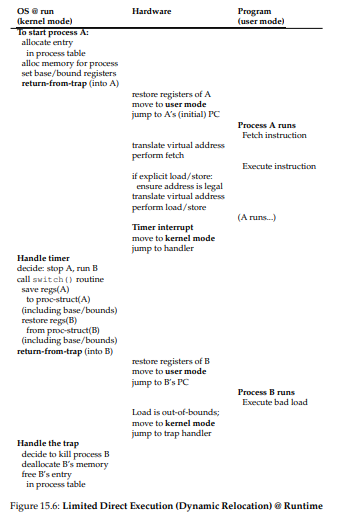 OS @ run Hardware Program
(kernel mode) (user mode)
To start process A:
allocate entry
in process table
alloc memory for process
set base/bound registers
return-from-trap (into A)
restore registers of A
move to user mode
jump to A's (initial) PC
Process A runs
Fetch instruction
translate virtual address
perform fetch
Execute instruction
if explicit load/store:
ensure address is legal
translate virtual address
perform load/store
(A runs...)
Timer interrupt
move to kernel mode
jump to handler
Handle timer
decide: stop A, run B
call switch() routine
save regs(A)
to proc-struct(A)
(including base/bounds)
restore regs(B)
from proc-struct(B)
(including base/bounds)
return-from-trap (into B)
restore registers of B
move to user mode
jump to B's PC
Process B runs
Execute bad load
Load is out-of-bounds;
move to kernel mode
jump to trap handler
Handle the trap
decide to kill process B
deallocate B's memory
free B's entry
in process table
Figure 15.6: Limited Direct Execution (Dynamic Relocation) @ Runtime